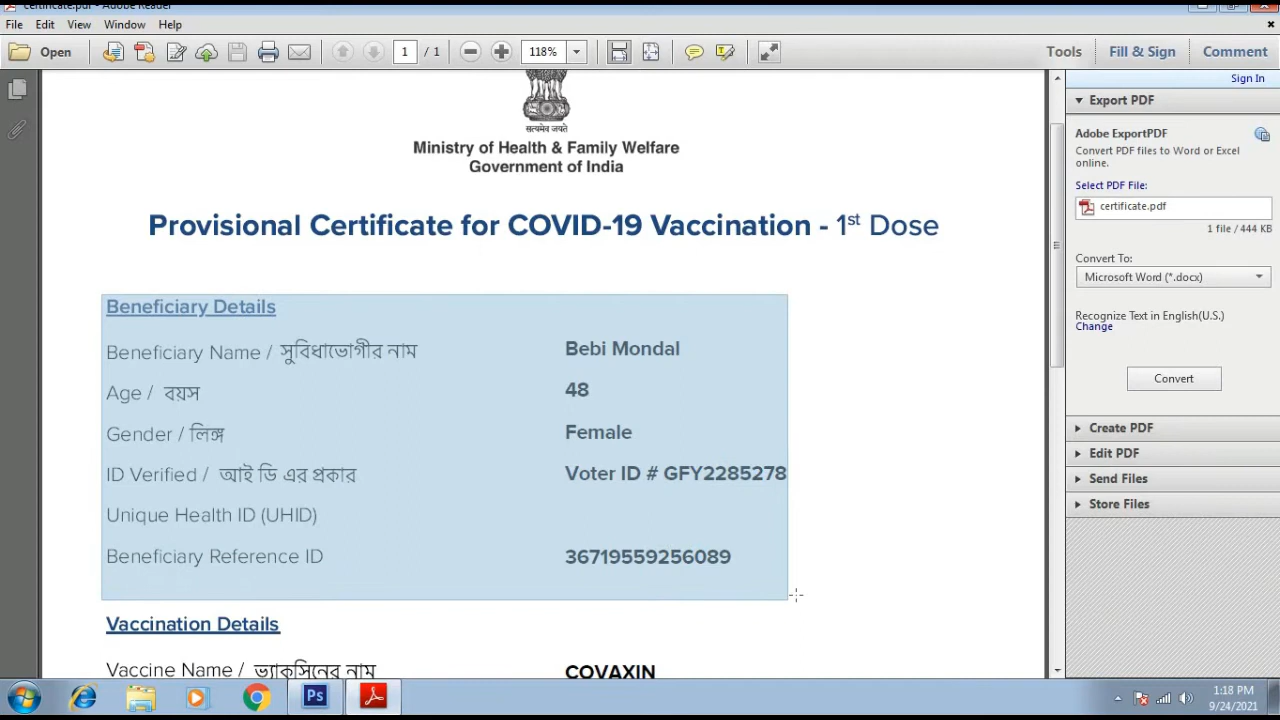 certificate.pdf - Adobe Reader
File Edit View Window Help
Open 1 / 1 118% Tools Fill & Sign Comment
Sign In
Export PDF
Adobe ExportPDF
Convert PDF files to Word or Excel
online.
Select PDF File:
certificate.pdf
1 file / 444 KB
Convert To:
Microsoft Word (*.docx)
Recognize Text in English(U.S.)
Change
Convert
Create PDF
Edit PDF
Send Files
Store Files
सत्यमेव जयते
Ministry of Health & Family Welfare
Government of India
Provisional Certificate for COVID-19 Vaccination - 1st Dose
Beneficiary Details
Beneficiary Name / সুবিধাভোগীর নাম Bebi Mondal
Age / বয়স 48
Gender / লিঙ্গ Female
ID Verified / আই ডি এর প্রকার Voter ID # GFY2285278
Unique Health ID (UHID)
Beneficiary Reference ID 36719559256089
Vaccination Details
Vaccine Name / ভ্যাকসিনের নাম COVAXIN
Ps
1:18 PM
9/24/2021